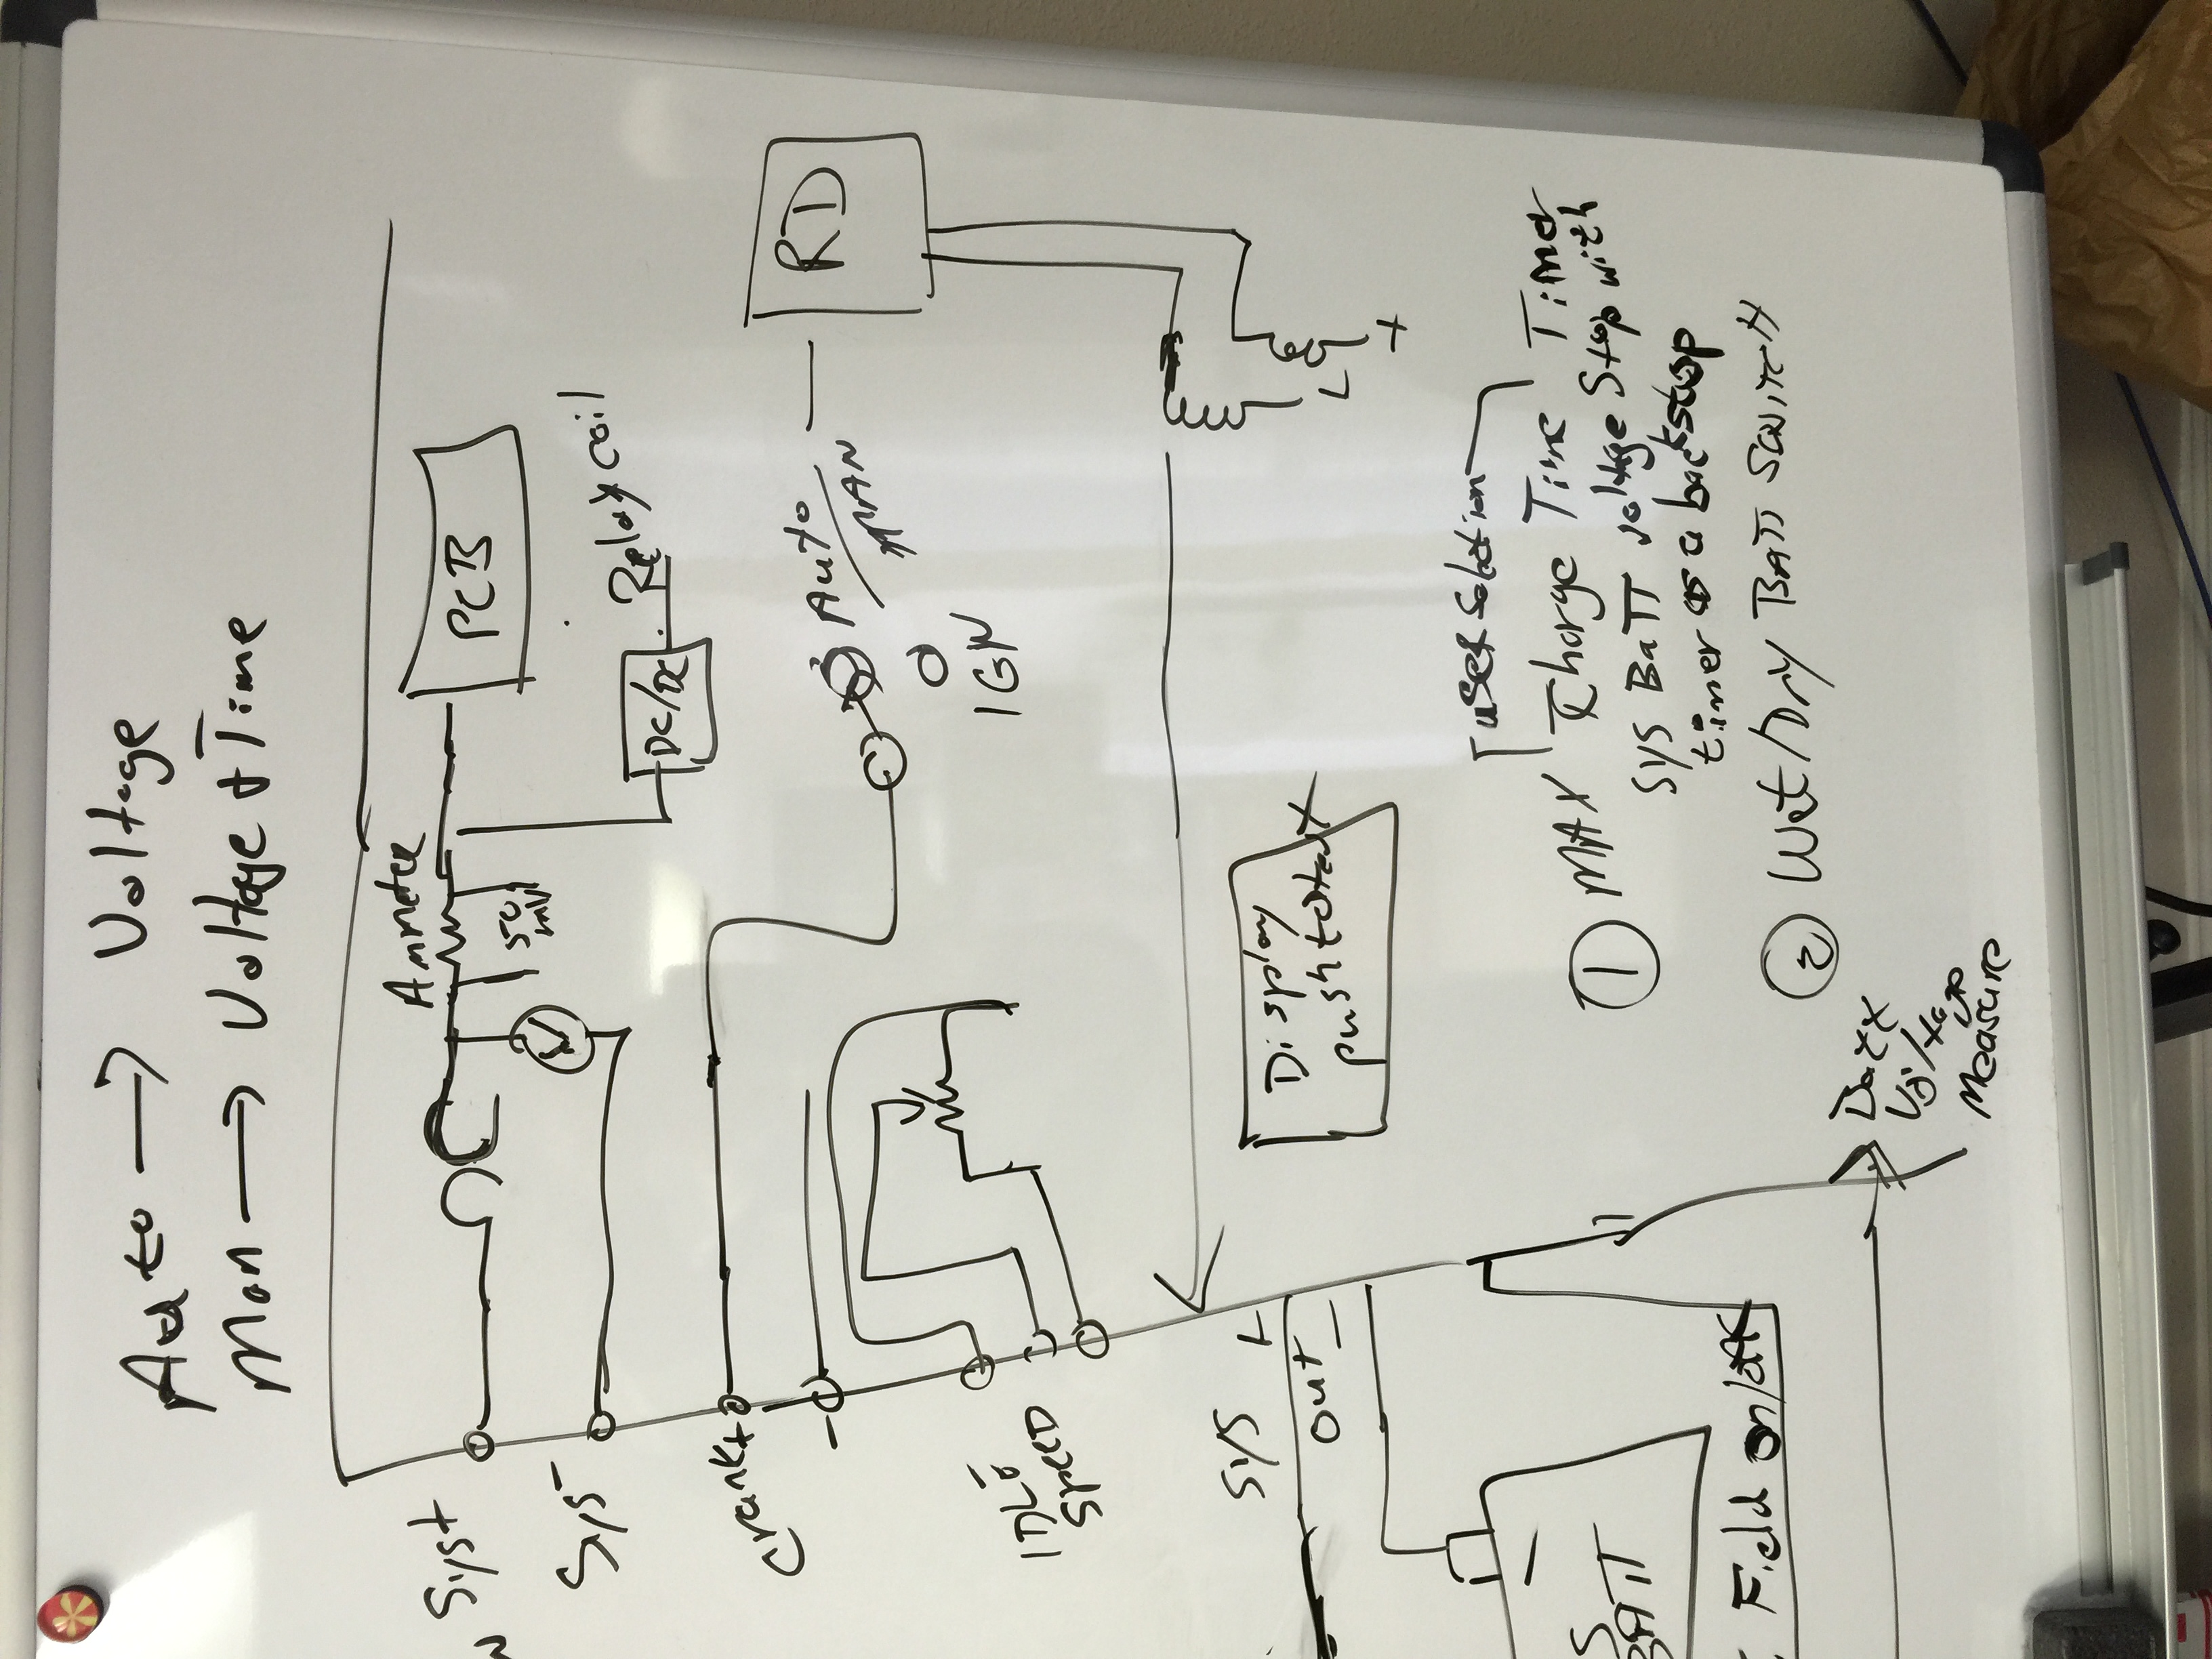 Auto → Voltage
Man → Voltage & Time
Sys+
Ammeter
PCB
50
mV
V
Sys-
DC/DC
Relay coil
Crank+
-
Auto
MAN
RD
IGN
IDLE
SPEED
SYS +
out -
Display
push to test
L
+
-
S
BATT
user Selection
① MAX Charge Time Timer
SYS BATT voltage Stop with
timer as a backstop
Field on/off
② Wet/Dry BATT SWITCH
Batt
Voltage
Measure